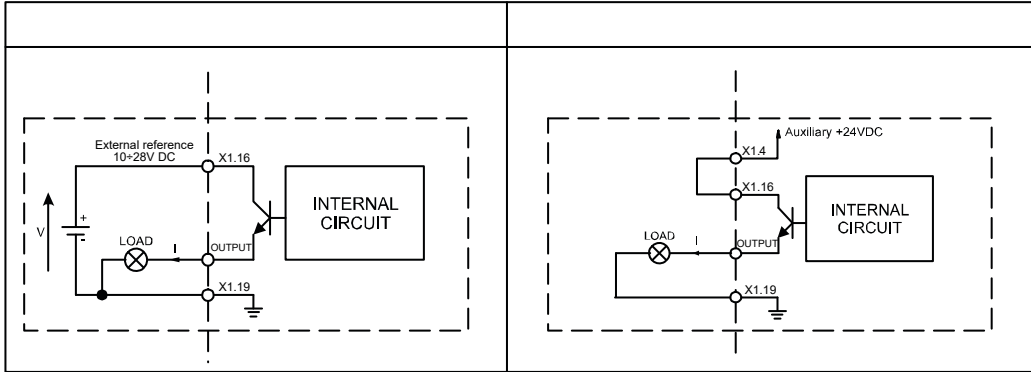 External reference
10÷28V DC
X1.16
INTERNAL
CIRCUIT
V
+
-
LOAD
I
OUTPUT
X1.19
Auxiliary +24VDC
X1.4
X1.16
INTERNAL
CIRCUIT
LOAD
I
OUTPUT
X1.19